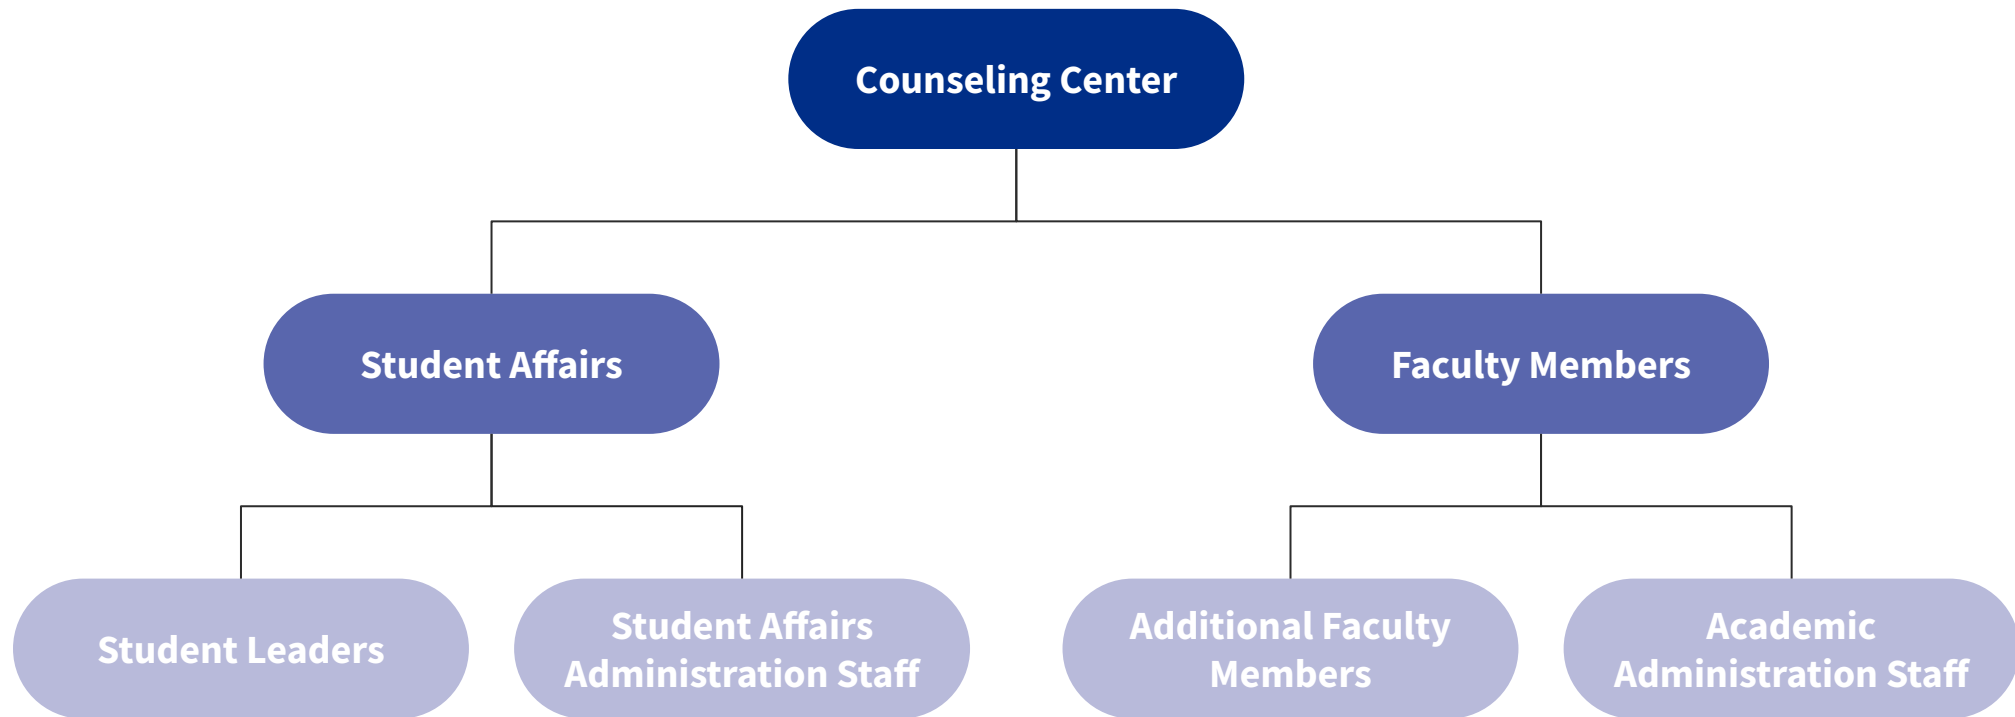 Counseling Center
Student Affairs
Faculty Members
Student Leaders
Student Affairs
Administration Staff
Additional Faculty
Members
Academic
Administration Staff